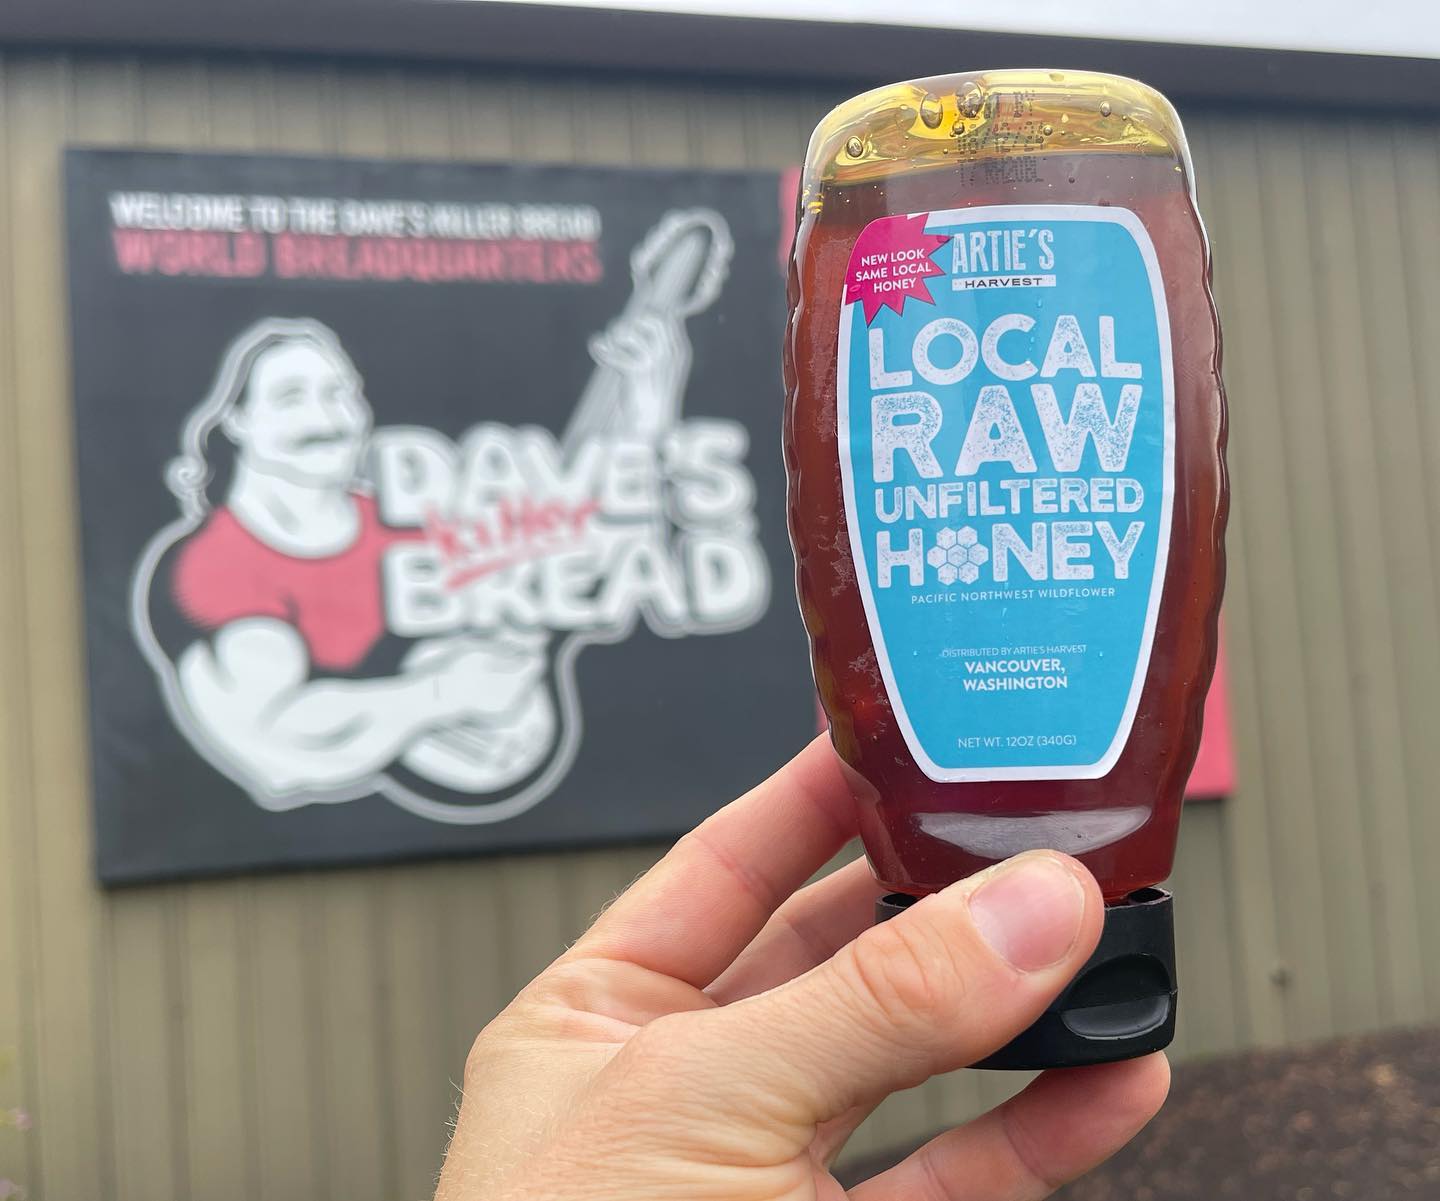 WELCOME TO THE DAVE'S KILLER BREAD
WORLD BREADQUARTERS
DAVE'S
Killer
BREAD
NEW LOOK
SAME LOCAL
HONEY
ARTIE'S
HARVEST
LOCAL
RAW
UNFILTERED
HONEY
PACIFIC NORTHWEST WILDFLOWER
DISTRIBUTED BY ARTIE'S HARVEST
VANCOUVER,
WASHINGTON
NET WT. 12OZ (340G)